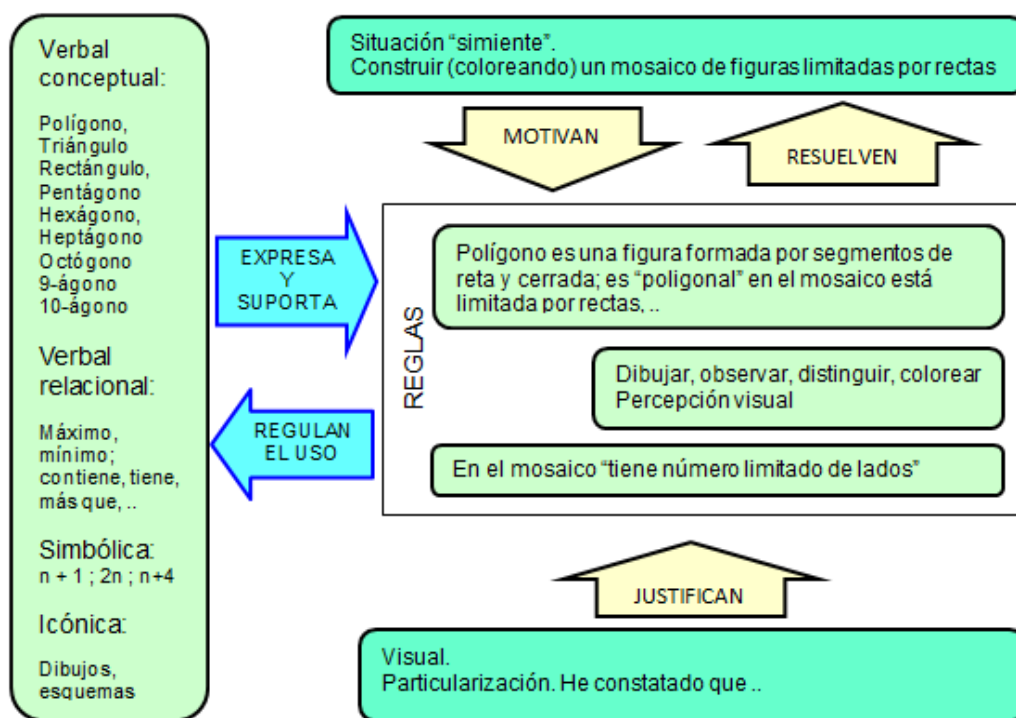 Verbal
conceptual:
Polígono,
Triángulo
Rectángulo,
Pentágono
Hexágono,
Heptágono
Octógono
9-ágono
10-ágono
Verbal
relacional:
Máximo,
mínimo;
contiene, tiene,
más que, ..
Simbólica:
n + 1 ; 2n ; n+4
Icónica:
Dibujos,
esquemas
EXPRESA
Y
SUPORTA
REGULAN
EL USO
Situación “simiente”.
Construir (coloreando) un mosaico de figuras limitadas por rectas
MOTIVAN
RESUELVEN
REGLAS
Polígono es una figura formada por segmentos de
reta y cerrada; es “poligonal” en el mosaico está
limitada por rectas, ..
Dibujar, observar, distinguir, colorear
Percepción visual
En el mosaico “tiene número limitado de lados”
JUSTIFICAN
Visual.
Particularización. He constatado que ..